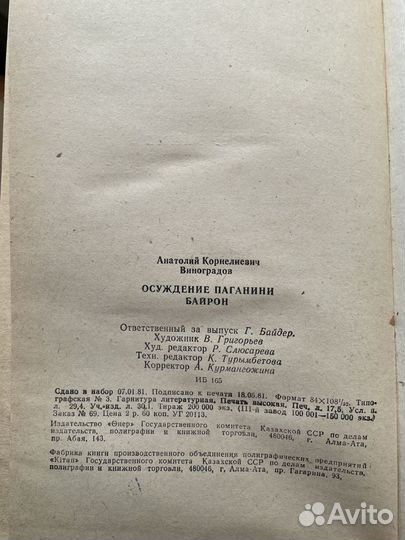 Анатолий Корнелиевич
Виноградов
ОСУЖДЕНИЕ ПАГАНИНИ
БАЙРОН
Ответственный за выпуск Г. Байдер.
Художник В. Григорьев
Худ. редактор Р. Слюсарева
Техн. редактор К. Турымбетова
Корректор А. Курмангожина
ИБ 165
Сдано в набор 07.01.81. Подписано к печати 18.05.81. Формат 84×108¹/₃₂. Типо-
графская № 3. Гарнитура литературная. Печать высокая. Печ. л. 17,5. Усл. п.
л. 29,4. Уч.-изд. л. 30,1. Тираж 200 000 экз. (III-й завод 100 001—150 000 экз.)
Заказ № 69. Цена 2 р. 60 коп. УГ 20113.
Издательство «Өнер» Государственного комитета Казахской ССР по делам
издательств, полиграфии и книжной торговли, 480046, г. Алма-Ата,
пр. Абая, 143.
Фабрика книги производственного объединения полиграфических предприятий
«Кітап» Государственного комитета Казахской ССР по делам издательств,
полиграфии и книжной торговли, 480046, г. Алма-Ата, пр. Гагарина, 93.
Avito